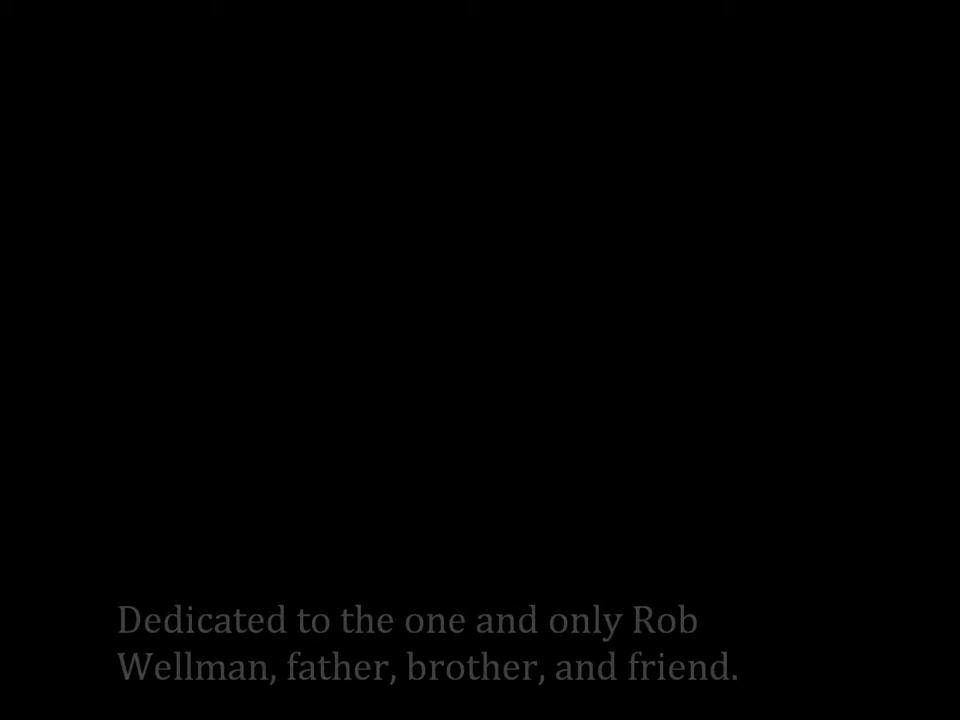 Dedicated to the one and only Rob
Wellman, father, brother, and friend.